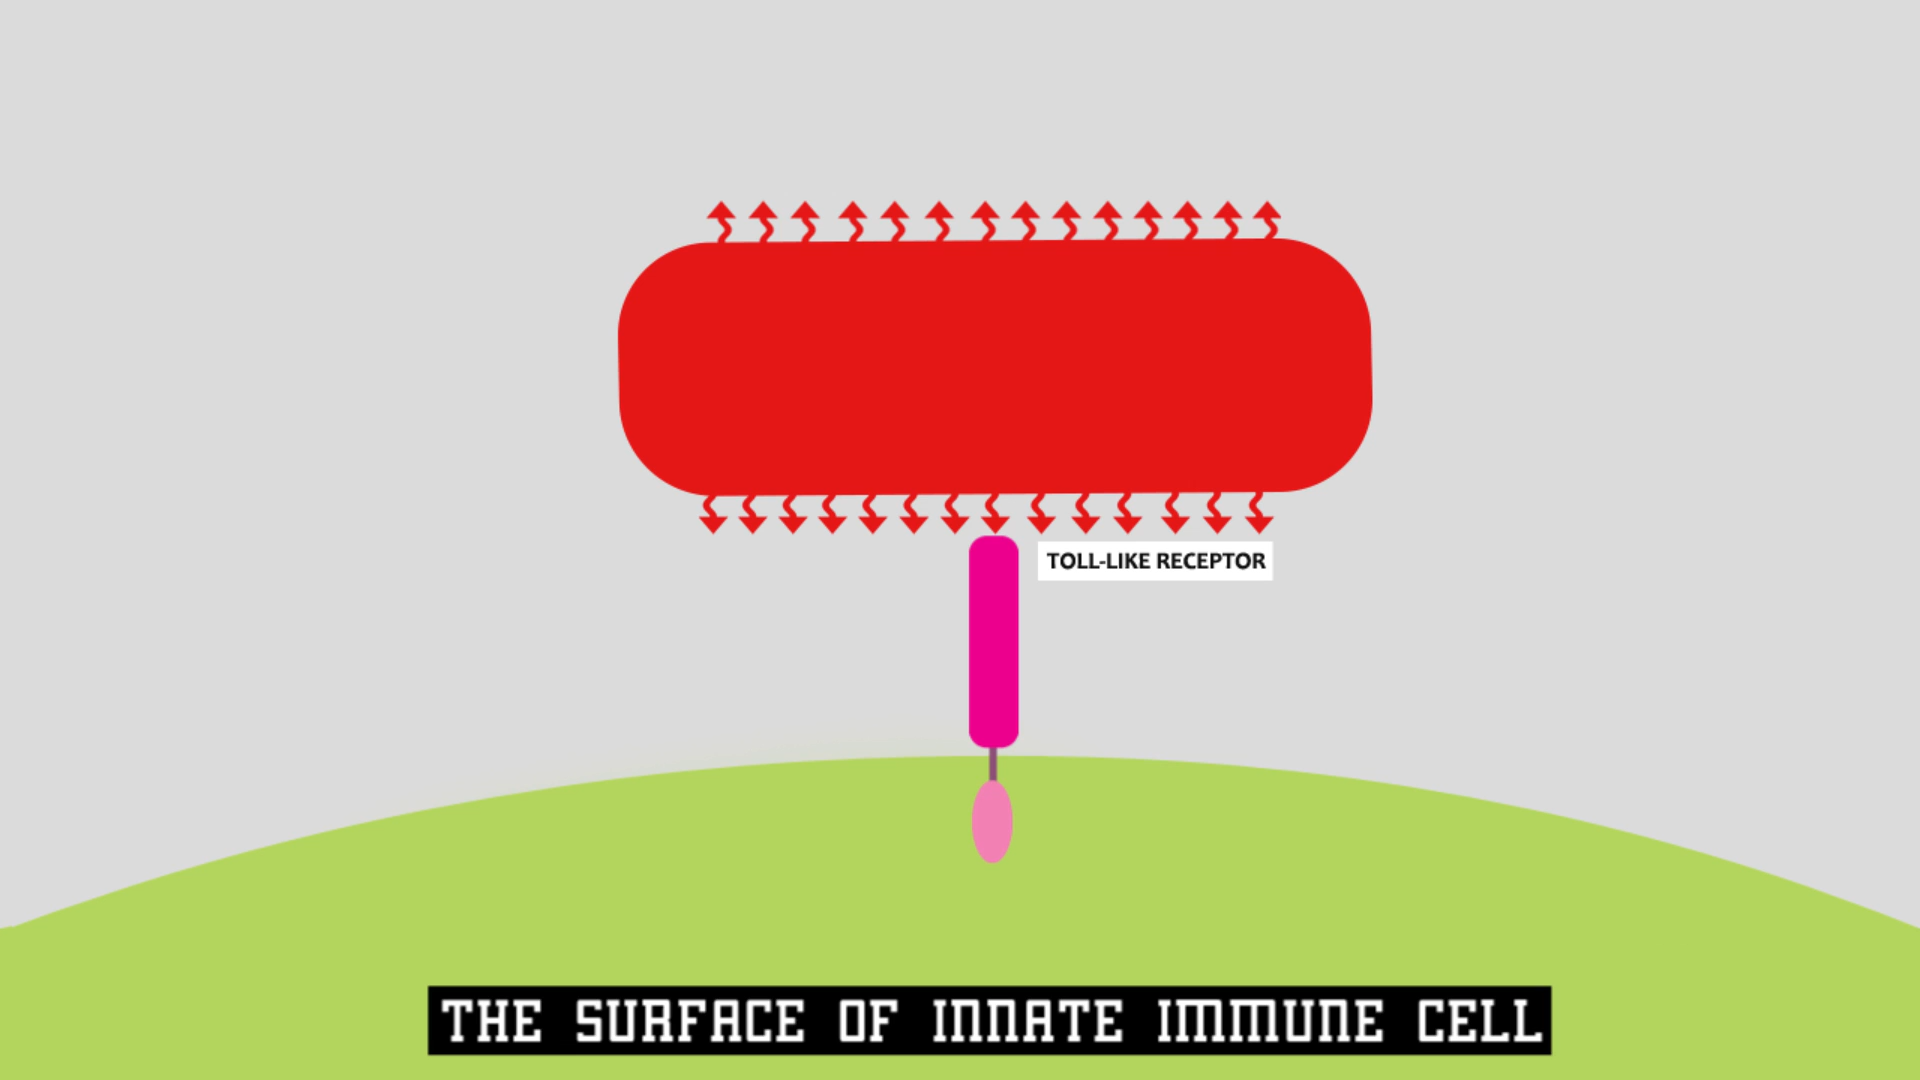 TOLL-LIKE RECEPTOR
THE SURFACE OF INNATE IMMUNE CELL